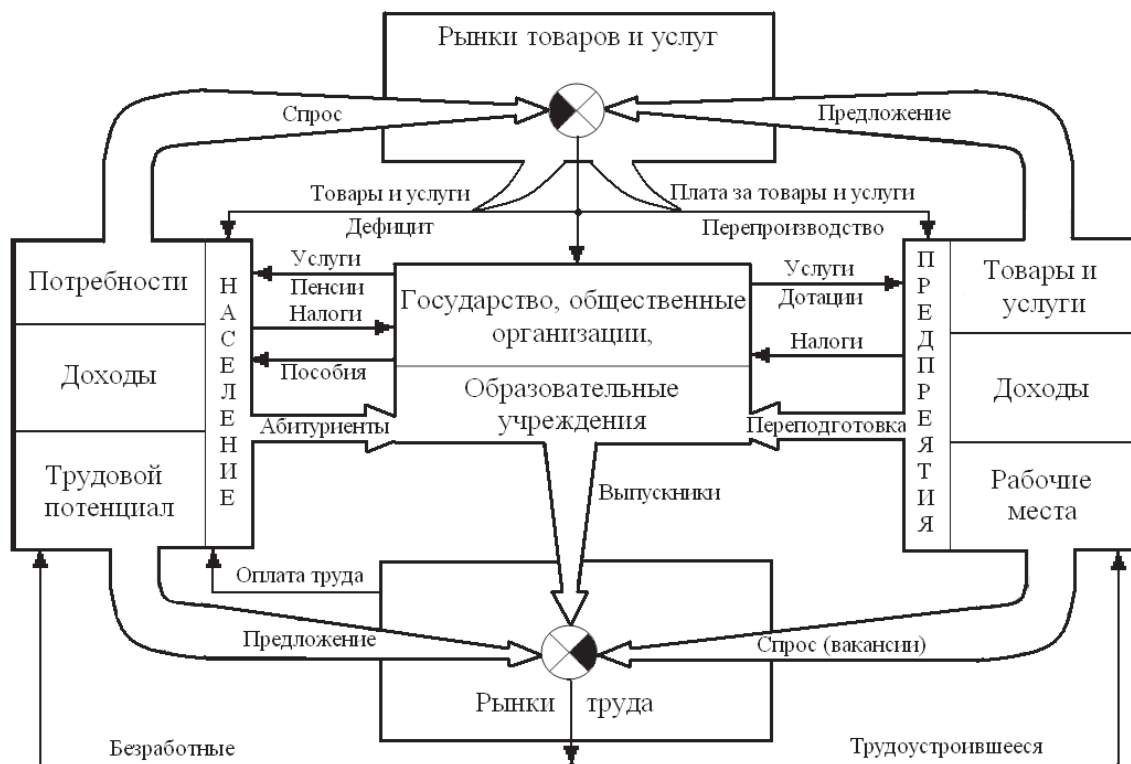 Рынки товаров и услуг
Спрос
Предложение
Товары и услуги
Плата за товары и услуги
Дефицит
Перепроизводство
Потребности
Доходы
Трудовой
потенциал
НАСЕЛЕНИЕ
Услуги
Пенсии
Налоги
Пособия
Абитуриенты
Государство, общественные
организации,
Образовательные
учреждения
Услуги
Дотации
Налоги
Переподготовка
ПРЕДПРЕЯТИЯ
Товары и
услуги
Доходы
Рабочие
места
Выпускники
Оплата труда
Предложение
Спрос (вакансии)
Рынки труда
Безработные
Трудоустроившееся